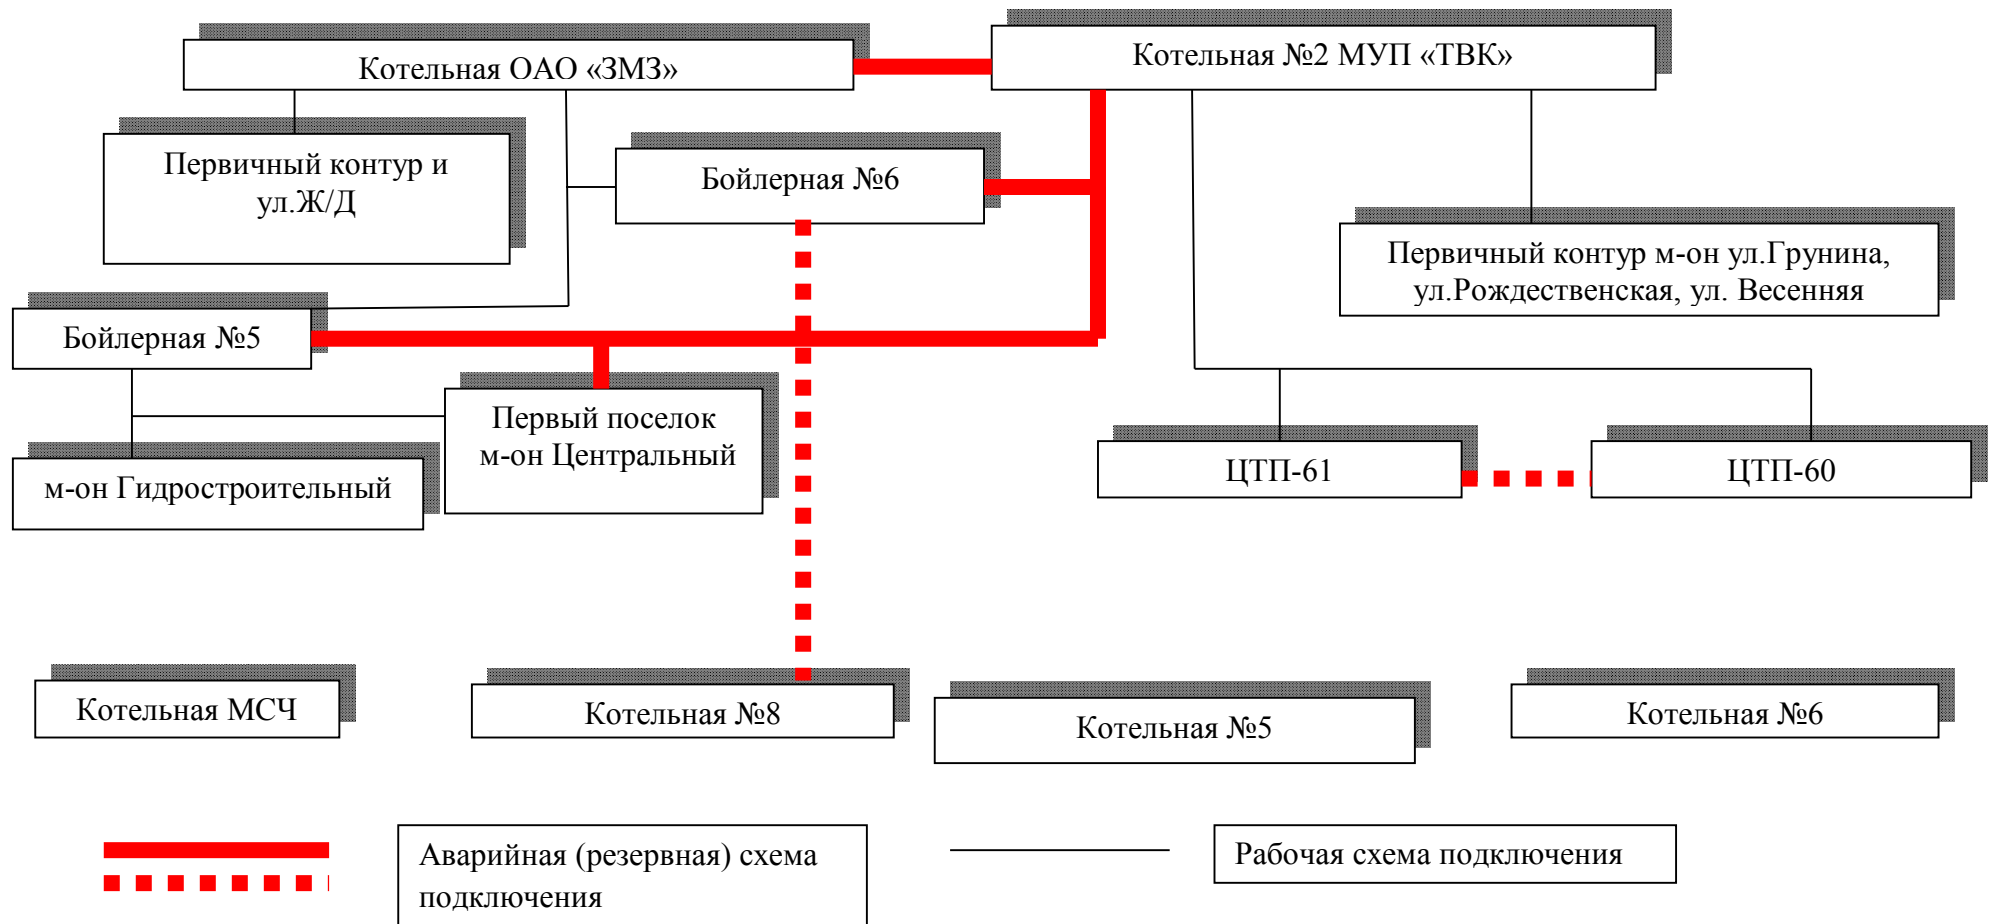 Котельная ОАО «ЗМЗ»
Котельная №2 МУП «ТВК»
Первичный контур и
ул.Ж/Д
Бойлерная №6
Первичный контур м-он ул.Грунина,
ул.Рождественская, ул. Весенняя
Бойлерная №5
Первый поселок
м-он Центральный
м-он Гидростроительный
ЦТП-61
ЦТП-60
Котельная МСЧ
Котельная №8
Котельная №5
Котельная №6
Аварийная (резервная) схема
подключения
Рабочая схема подключения